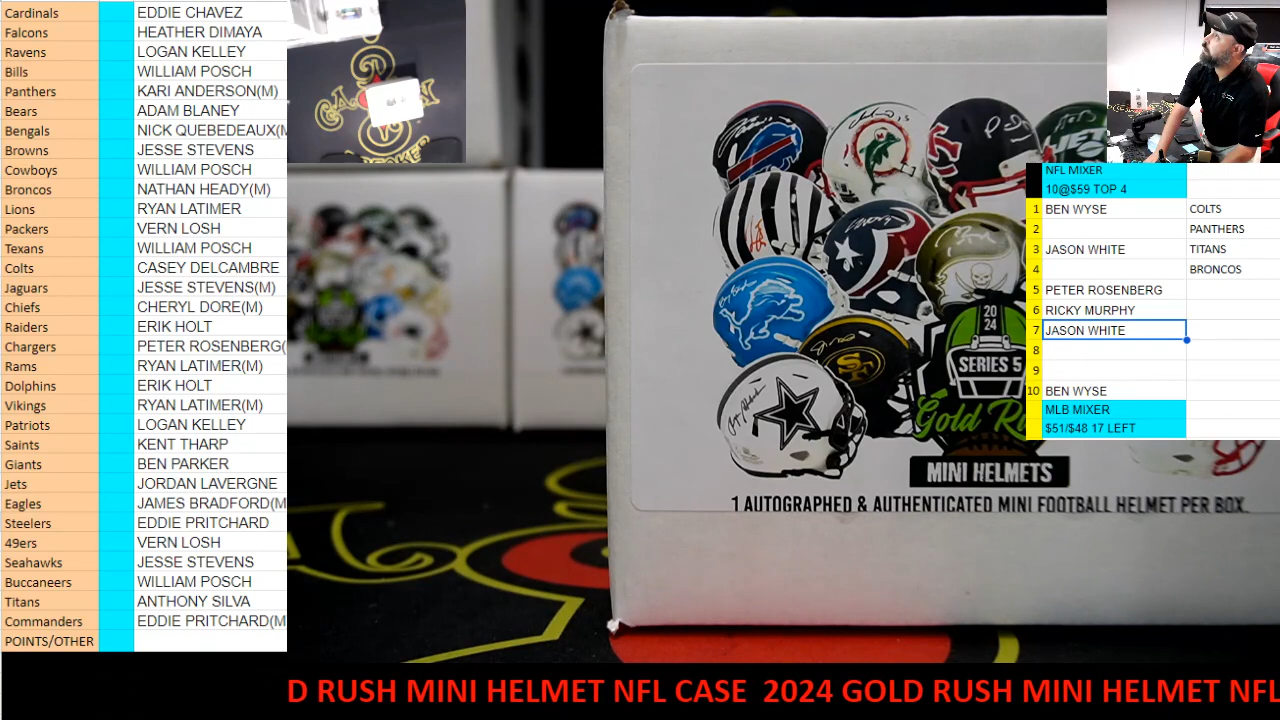 Cardinals EDDIE CHAVEZ
Falcons HEATHER DIMAYA
Ravens LOGAN KELLEY
Bills WILLIAM POSCH
Panthers KARI ANDERSON(M)
Bears ADAM BLANEY
Bengals NICK QUEBEDEAUX(M
Browns JESSE STEVENS
Cowboys WILLIAM POSCH
Broncos NATHAN HEADY(M)
Lions RYAN LATIMER
Packers VERN LOSH
Texans WILLIAM POSCH
Colts CASEY DELCAMBRE
Jaguars JESSE STEVENS(M)
Chiefs CHERYL DORE(M)
Raiders ERIK HOLT
Chargers PETER ROSENBERG(
Rams RYAN LATIMER(M)
Dolphins ERIK HOLT
Vikings RYAN LATIMER(M)
Patriots LOGAN KELLEY
Saints KENT THARP
Giants BEN PARKER
Jets JORDAN LAVERGNE
Eagles JAMES BRADFORD(M
Steelers EDDIE PRITCHARD
49ers VERN LOSH
Seahawks JESSE STEVENS
Buccaneers WILLIAM POSCH
Titans ANTHONY SILVA
Commanders EDDIE PRITCHARD(M
POINTS/OTHER
NFL MIXER
10@$59 TOP 4
1 BEN WYSE COLTS
2 PANTHERS
3 JASON WHITE TITANS
4 BRONCOS
5 PETER ROSENBERG
6 RICKY MURPHY
7 JASON WHITE
8
9
10 BEN WYSE
MLB MIXER
$51/$48 17 LEFT
20
24
SERIES 5
Gold Ru
MINI HELMETS
1 AUTOGRAPHED & AUTHENTICATED MINI FOOTBALL HELMET PER BOX
D RUSH MINI HELMET NFL CASE 2024 GOLD RUSH MINI HELMET NFL